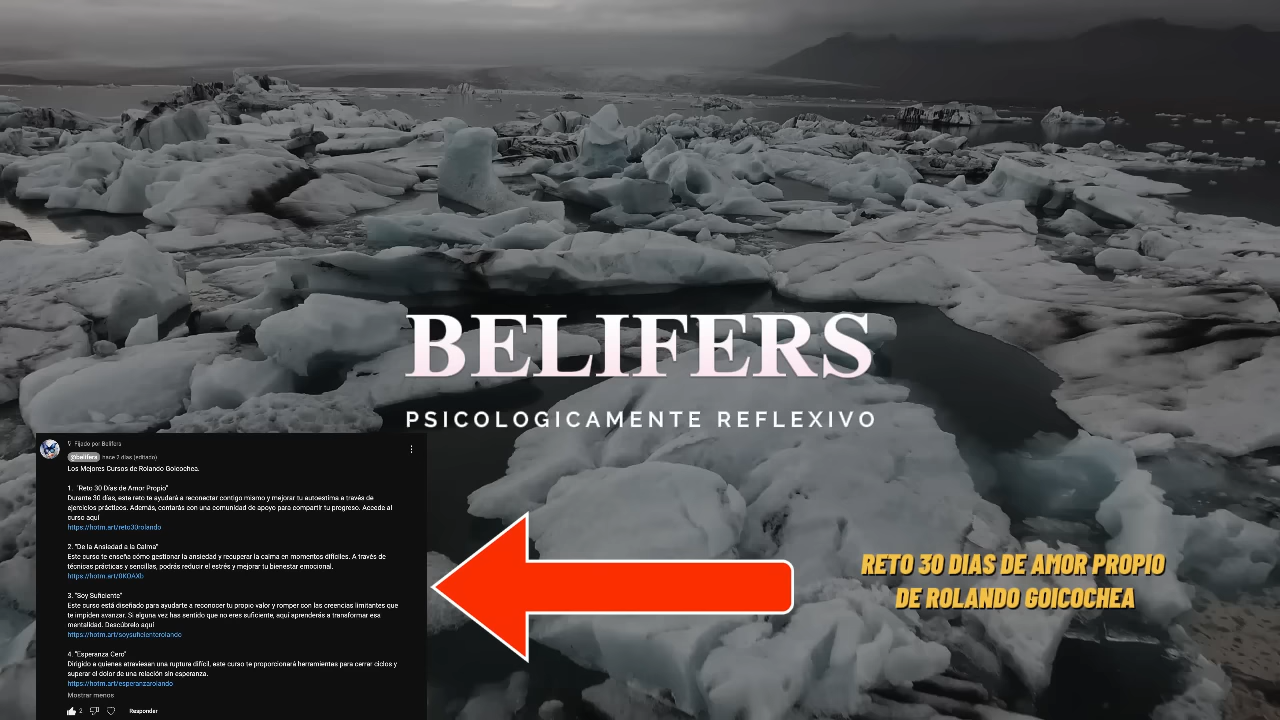 BELIFERS
PSICOLOGICAMENTE REFLEXIVO
Fijado por Belifers
@belifers hace 2 días (editado)
Los Mejores Cursos de Rolando Goicochea.
1. "Reto 30 Días de Amor Propio"
Durante 30 días, este reto te ayudará a reconectar contigo mismo y mejorar tu autoestima a través de
ejercicios prácticos. Además, contarás con una comunidad de apoyo para compartir tu progreso. Accede al
curso aquí
https://hotm.art/reto30rolando
2. "De la Ansiedad a la Calma"
Este curso te enseña cómo gestionar la ansiedad y recuperar la calma en momentos difíciles. A través de
técnicas prácticas y sencillas, podrás reducir el estrés y mejorar tu bienestar emocional.
https://hotm.art/0KOAXb
3. "Soy Suficiente"
Este curso está diseñado para ayudarte a reconocer tu propio valor y romper con las creencias limitantes que
te impiden avanzar. Si alguna vez has sentido que no eres suficiente, aquí aprenderás a transformar esa
mentalidad. Descúbrelo aquí
https://hotm.art/soysuficienterolando
4. "Esperanza Cero"
Dirigido a quienes atraviesan una ruptura difícil, este curso te proporcionará herramientas para cerrar ciclos y
superar el dolor de una relación sin esperanza.
https://hotm.art/esperanzarolando
Mostrar menos
2 Responder
RETO 30 DIAS DE AMOR PROPIO
DE ROLANDO GOICOCHEA